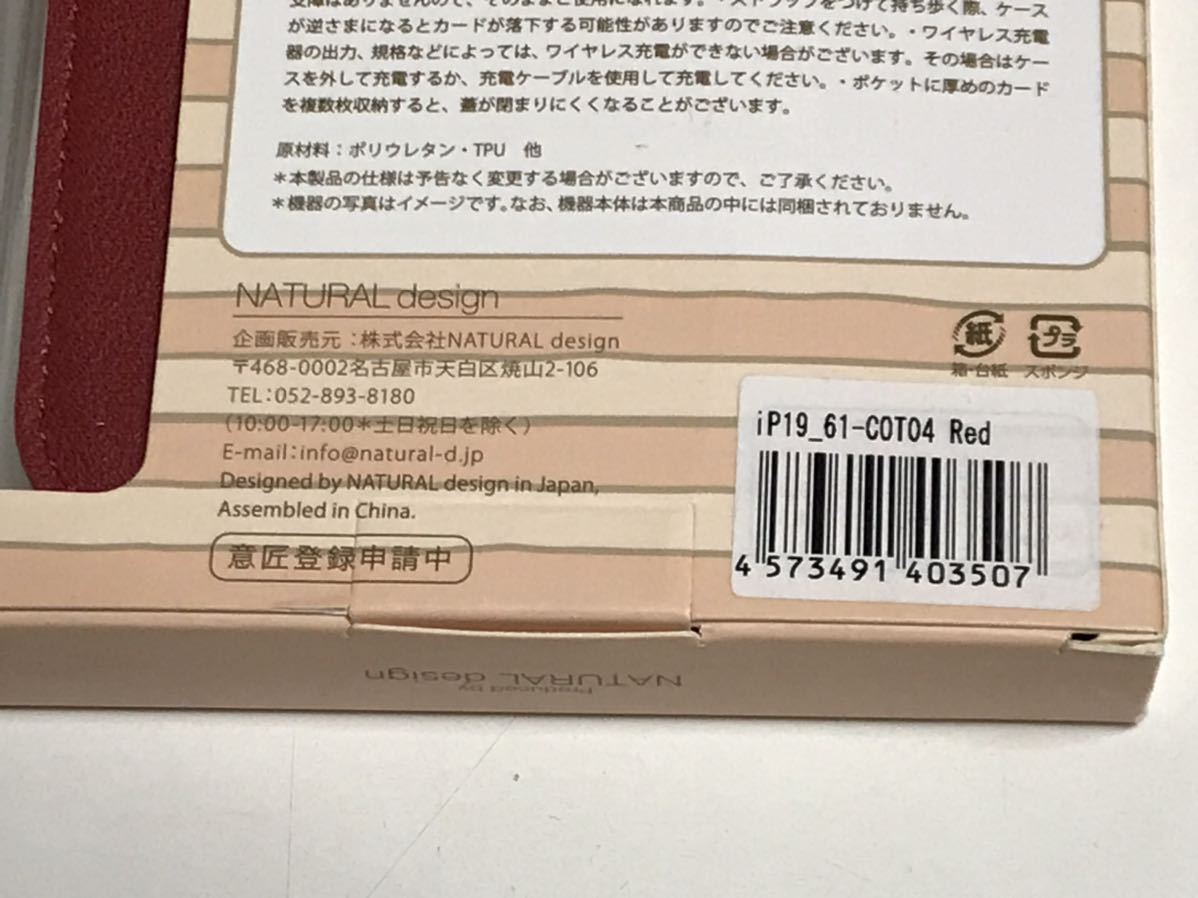 ありませんので、そのままご使用になれます。・ストラップをつけて持ち歩く際、ケース
が逆さまになるとカードが落下する可能性がありますのでご注意ください。・ワイヤレス充電
器の出力、規格などによっては、ワイヤレス充電ができない場合がございます。その場合はケー
スを外して充電するか、充電ケーブルを使用して充電してください。・ポケットに厚めのカード
を複数枚収納すると、蓋が閉まりにくくなることがございます。
原材料：ポリウレタン・TPU 他
＊本製品の仕様は予告なく変更する場合がございますので、ご了承ください。
＊機器の写真はイメージです。なお、機器本体は本商品の中には同梱されておりません。
NATURAL design
企画販売元：株式会社NATURAL design
〒468-0002名古屋市天白区焼山2-106
TEL：052-893-8180
(10:00-17:00＊土日祝日を除く)
E-mail：info@natural-d.jp
Designed by NATURAL design in Japan,
Assembled in China.
意匠登録申請中
紙 プラ
箱・台紙 スポンジ
iP19_61-COT04 Red
4 573491 403507
Produced by
NATURAL design